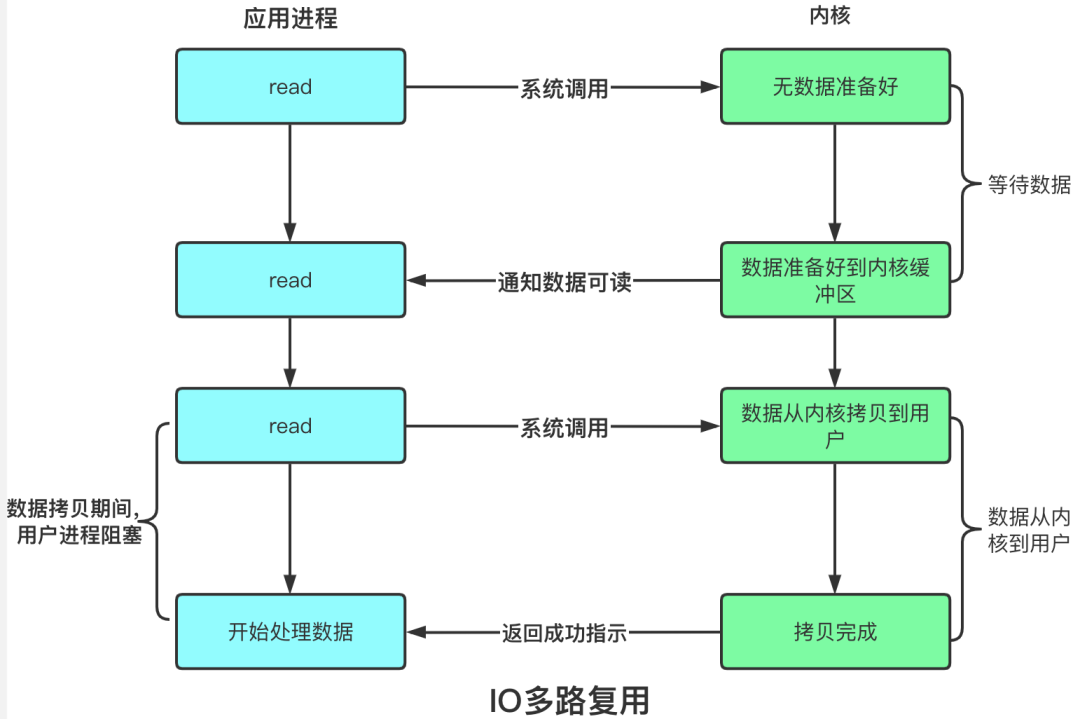 应用进程
内核
read
系统调用
无数据准备好
等待数据
read
通知数据可读
数据准备好到内核缓
冲区
read
系统调用
数据从内核拷贝到用
户
数据拷贝期间,
用户进程阻塞
数据从内
核到用户
开始处理数据
返回成功指示
拷贝完成
IO多路复用